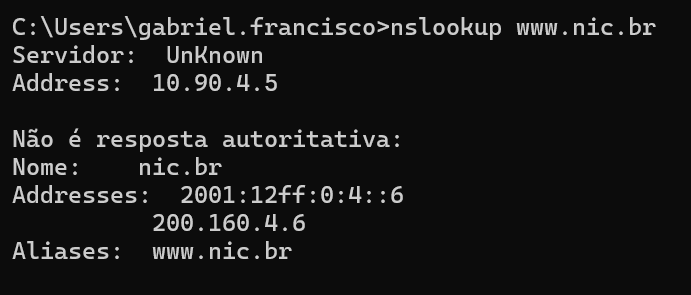 C:\Users\gabriel.francisco>nslookup www.nic.br
Servidor:  UnKnown
Address:  10.90.4.5

Não é resposta autoritativa:
Nome:    nic.br
Addresses:  2001:12ff:0:4::6
          200.160.4.6
Aliases:  www.nic.br